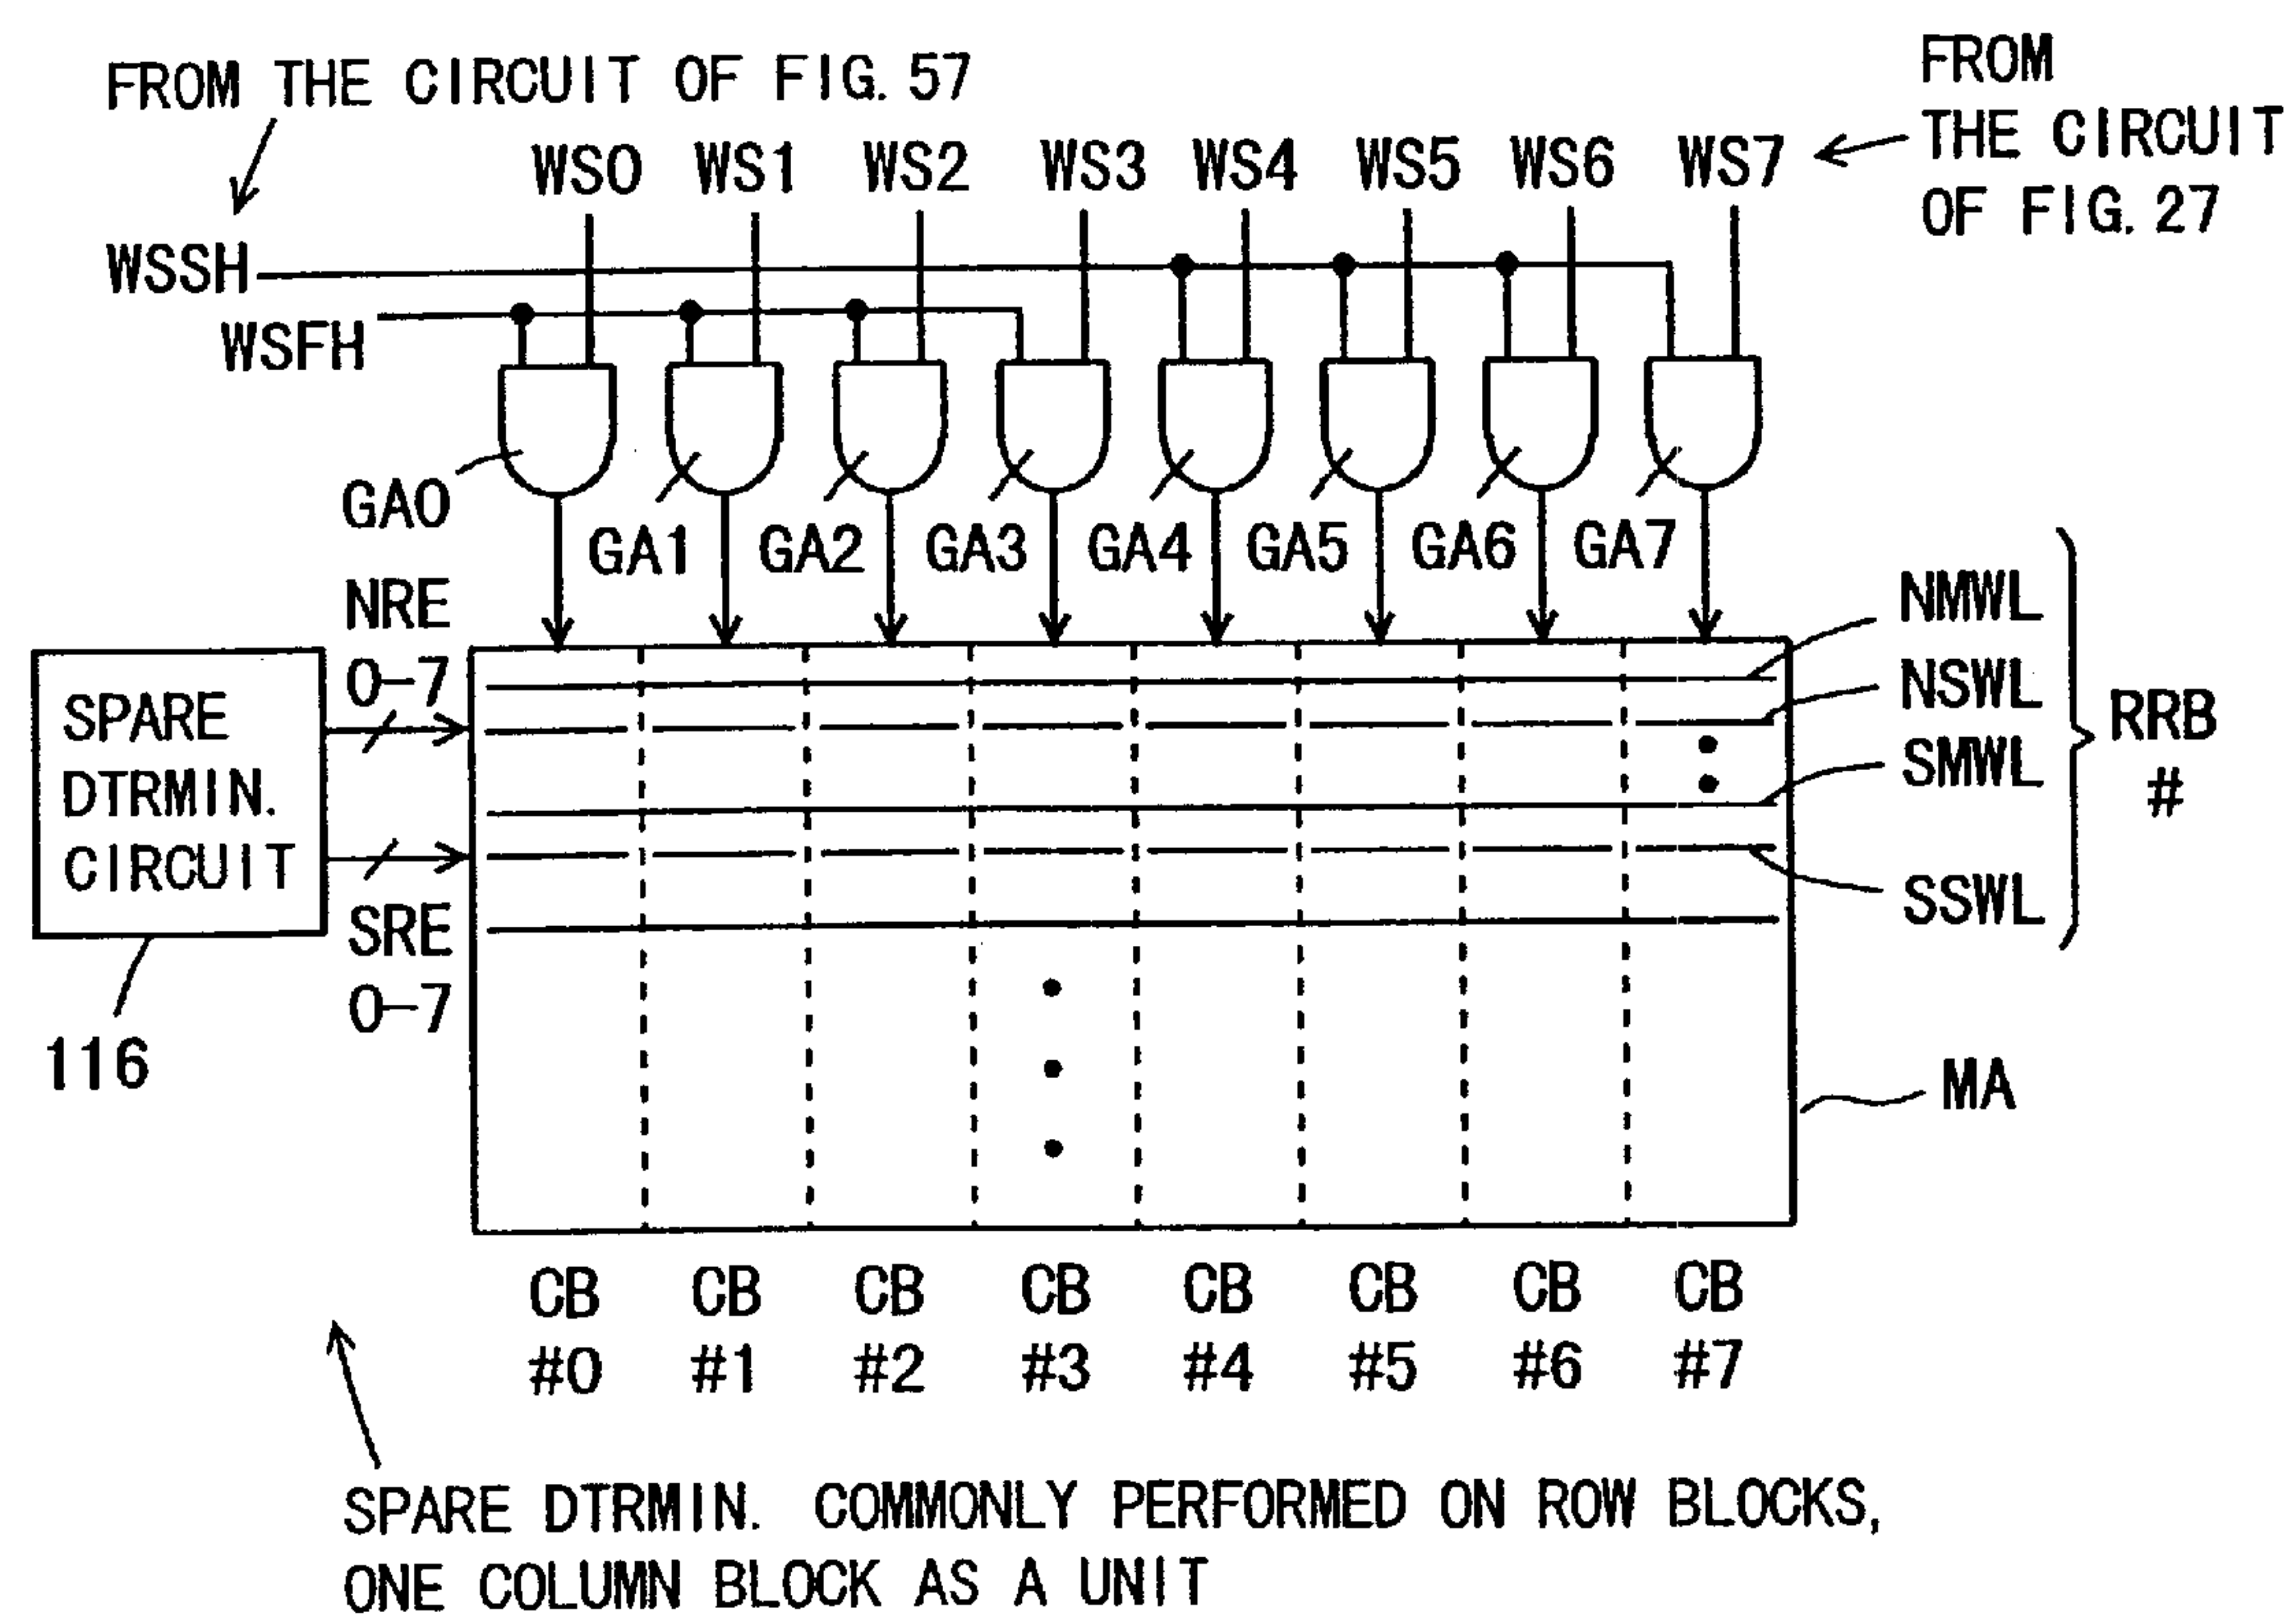 FROM THE CIRCUIT OF FIG. 57
FROM
THE CIRCUIT
OF FIG. 27
WS0 WS1 WS2 WS3 WS4 WS5 WS6 WS7
WSSH
WSFH
GA0
GA1 GA2 GA3 GA4 GA5 GA6 GA7
NRE
0-7
SPARE
DTRMIN.
CIRCUIT
SRE
0-7
116
NMWL
NSWL
SMWL
SSWL
RRB
#
MA
CB CB CB CB CB CB CB CB
#0 #1 #2 #3 #4 #5 #6 #7
SPARE DTRMIN. COMMONLY PERFORMED ON ROW BLOCKS,
ONE COLUMN BLOCK AS A UNIT